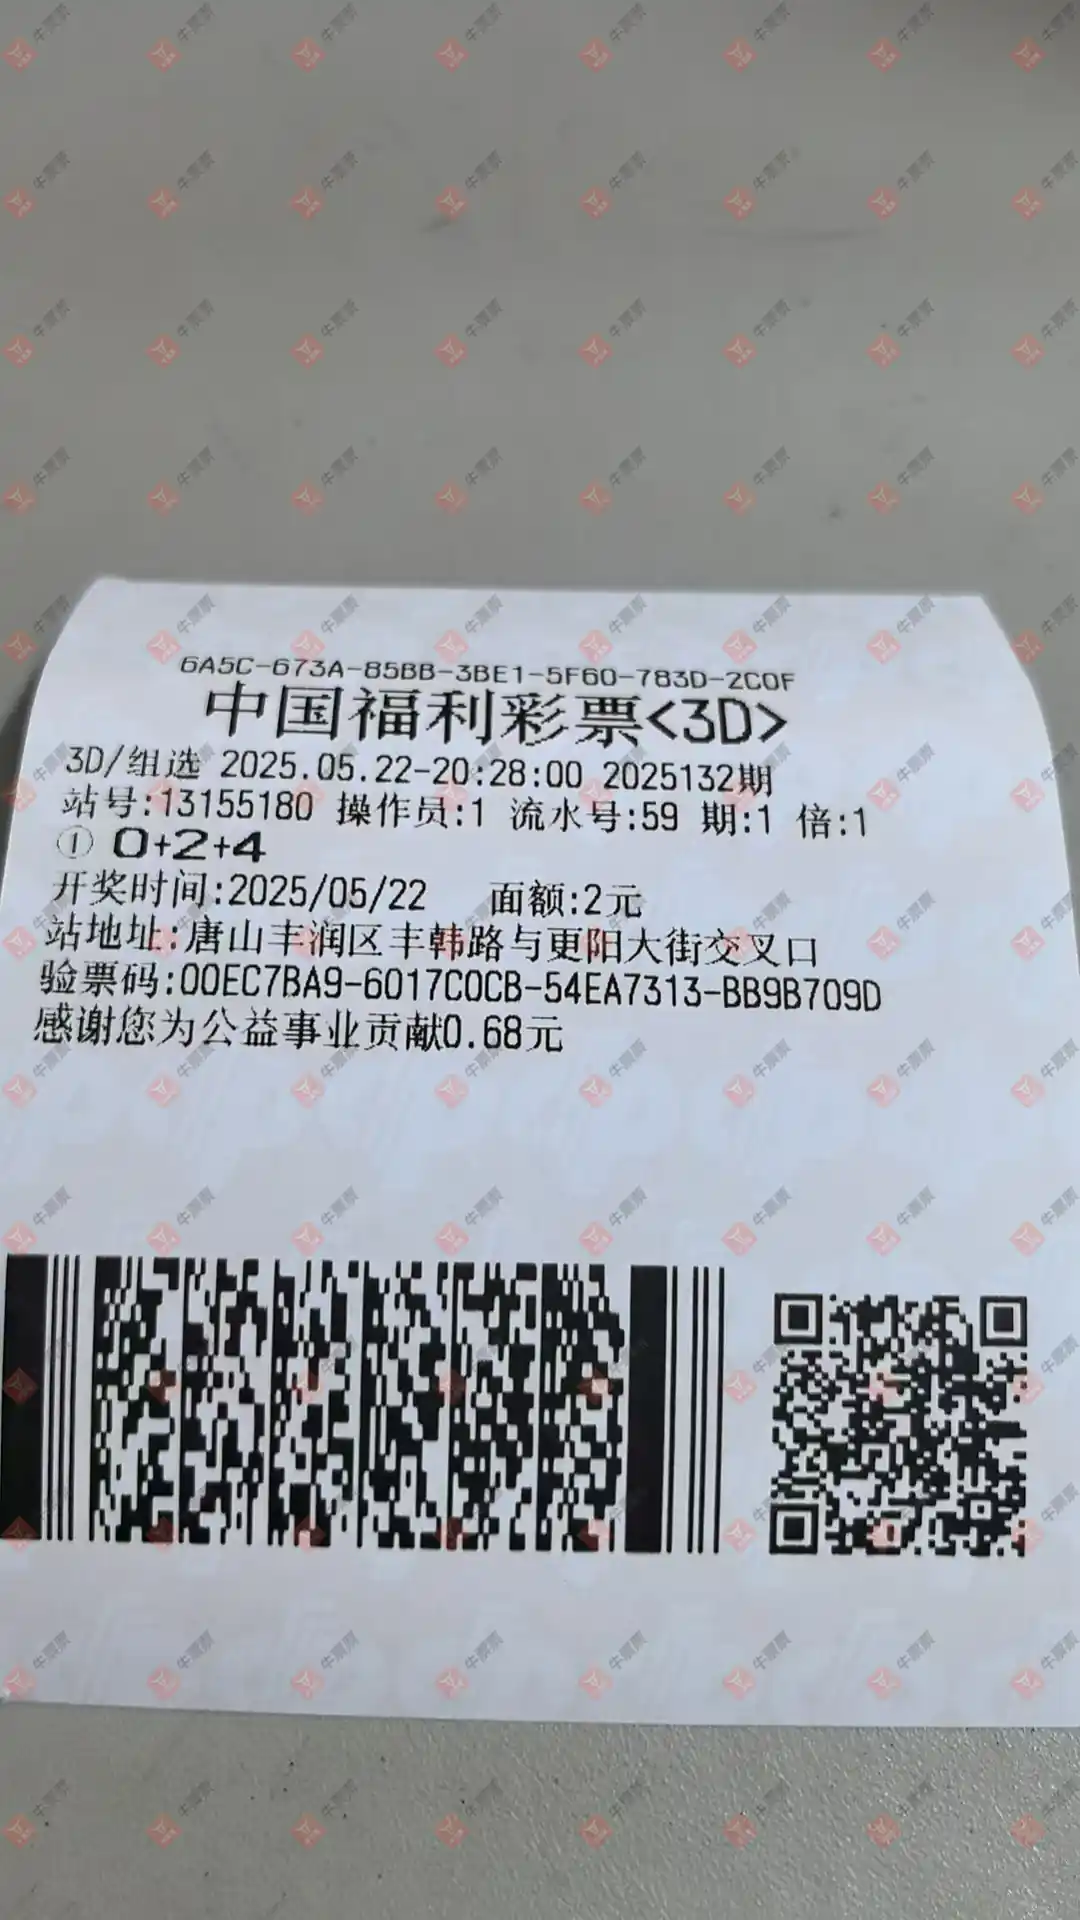 6A5C-673A-85BB-3BE1-5F60-783D-2C0F
中国福利彩票<3D>
3D/组选 2025.05.22-20:28:00 2025132期
站号:13155180 操作员:1 流水号:59 期:1 倍:1
① 0+2+4
开奖时间:2025/05/22 面额:2元
站地址:唐山丰润区丰韩路与更阳大街交叉口
验票码:00EC7BA9-6017C0CB-54EA7313-BB9B709D
感谢您为公益事业贡献0.68元
牛票票